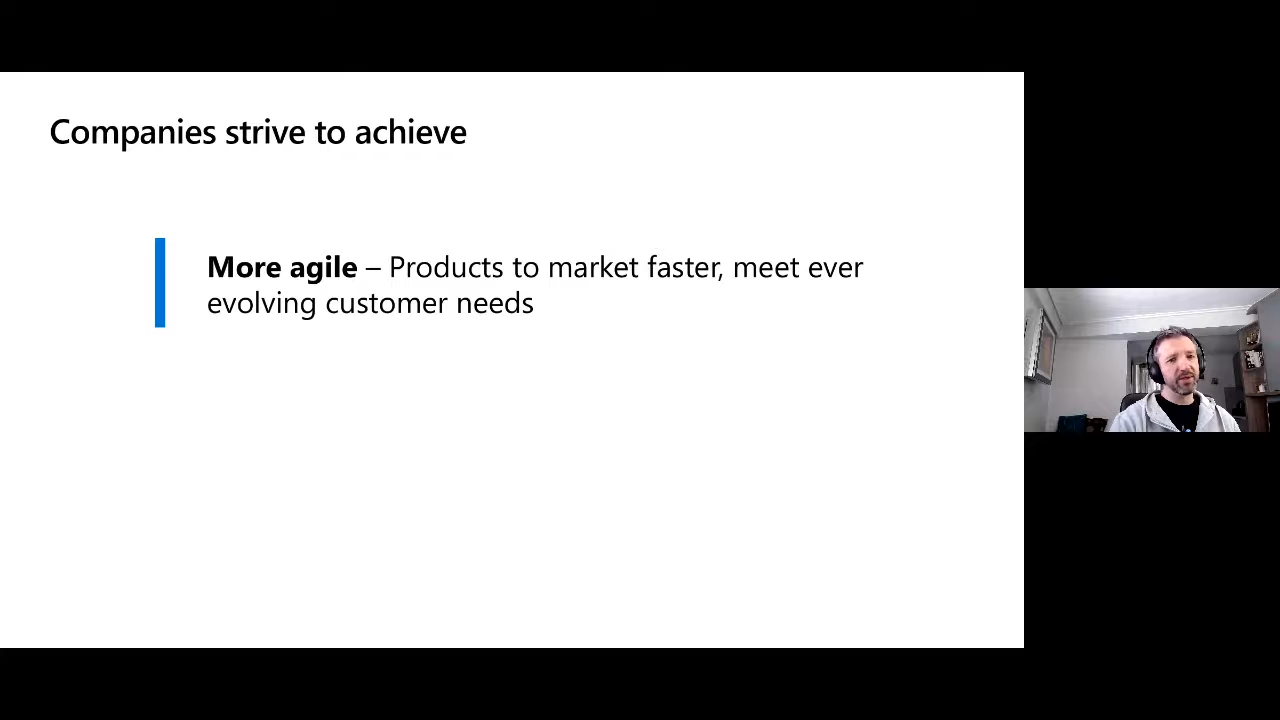 Companies strive to achieve
More agile – Products to market faster, meet ever
evolving customer needs